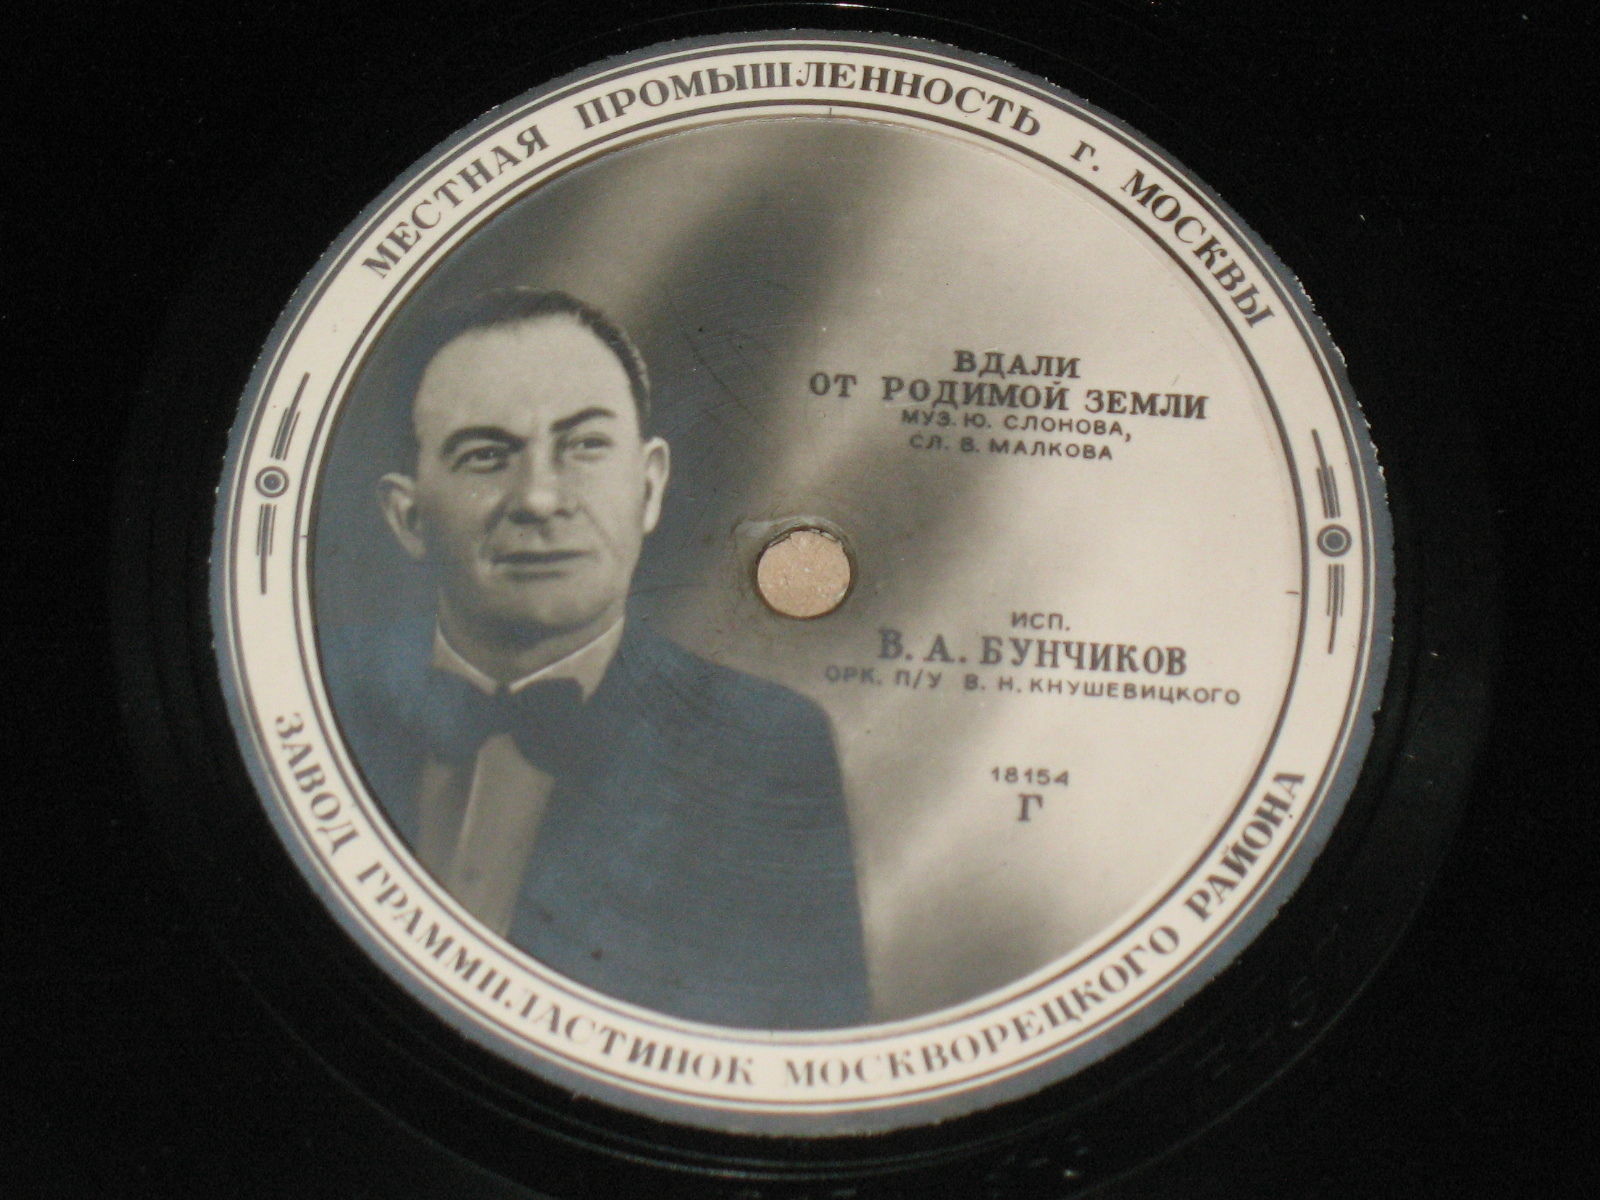 МЕСТНАЯ ПРОМЫШЛЕННОСТЬ г. МОСКВЫ
ВДАЛИ
ОТ РОДИМОЙ ЗЕМЛИ
МУЗ. Ю. СЛОНОВА,
СЛ. В. МАЛКОВА
ИСП.
В. А. БУНЧИКОВ
ОРК. П/У В. Н. КНУШЕВИЦКОГО
18154
Г
ЗАВОД ГРАММПЛАСТИНОК МОСКВОРЕЦКОГО РАЙОНА